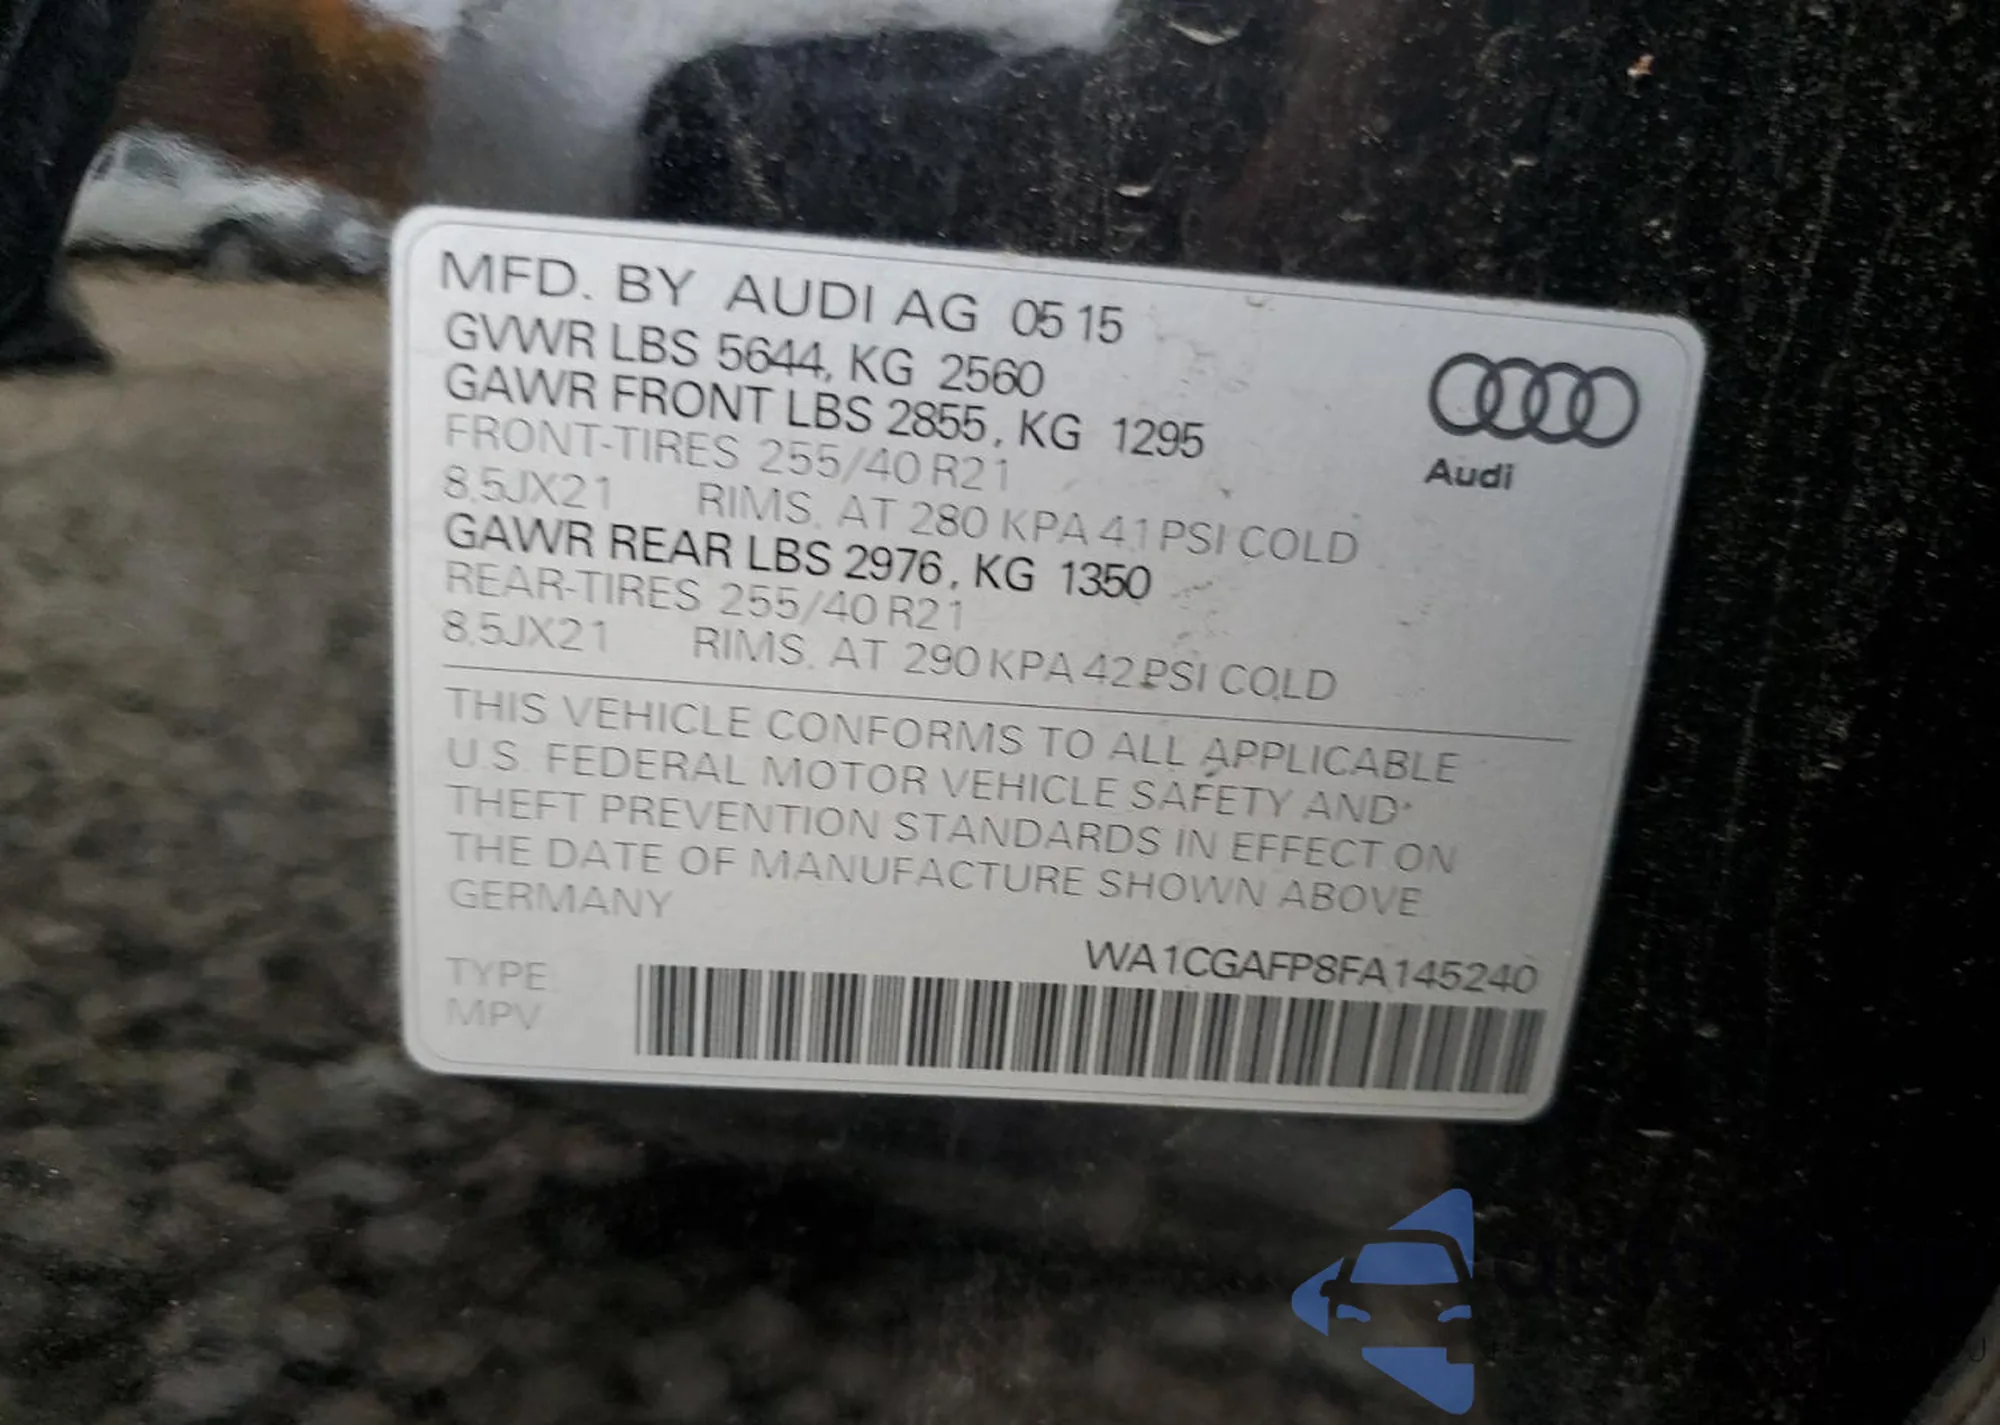 MFD. BY AUDI AG 05 15
GVWR LBS 5644, KG 2560
GAWR FRONT LBS 2855, KG 1295
FRONT-TIRES 255/40 R21
8.5JX21 RIMS. AT 280 KPA 41 PSI COLD
GAWR REAR LBS 2976, KG 1350
REAR-TIRES 255/40 R21
8.5JX21 RIMS. AT 290 KPA 42 PSI COLD
Audi
THIS VEHICLE CONFORMS TO ALL APPLICABLE
U.S. FEDERAL MOTOR VEHICLE SAFETY AND
THEFT PREVENTION STANDARDS IN EFFECT ON
THE DATE OF MANUFACTURE SHOWN ABOVE.
GERMANY
WA1CGAFP8FA145240
TYPE
MPV